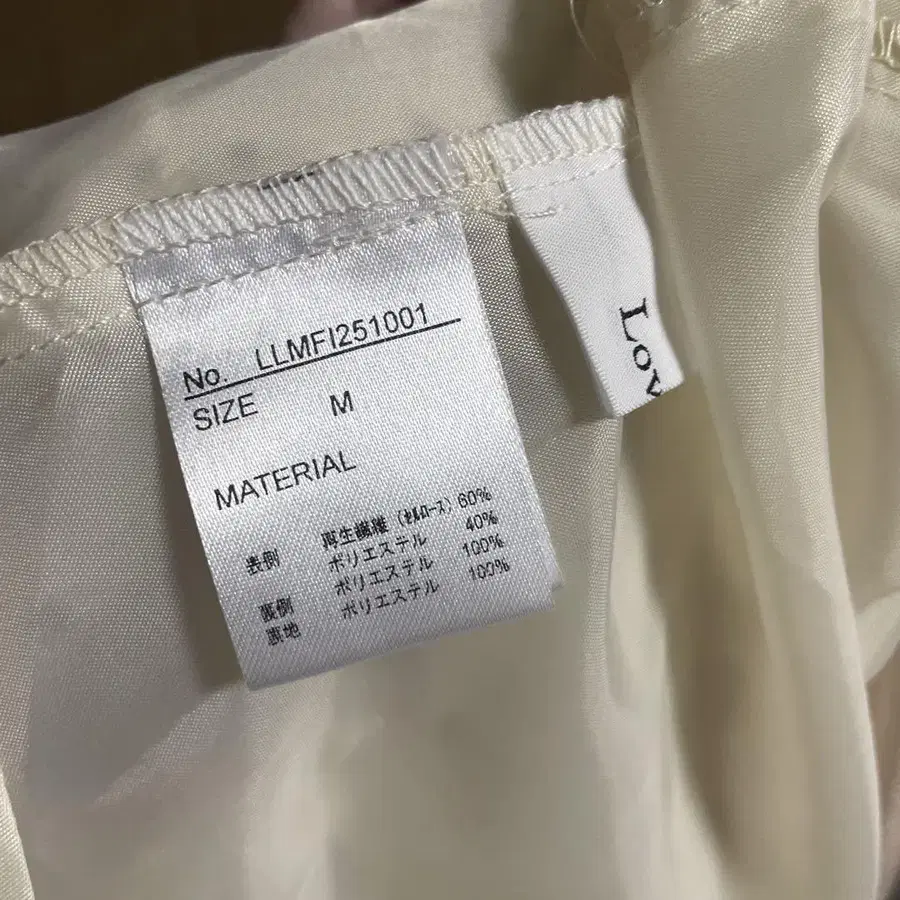 No. LLMFI251001
SIZE M
MATERIAL
表側 再生繊維（セルロース）60%
ポリエステル 40%
裏側 ポリエステル 100%
裏地 ポリエステル 100%
Lov